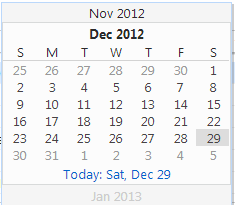 Nov 2012
Dec 2012
S M T W T F S
25 26 27 28 29 30 1
2 3 4 5 6 7 8
9 10 11 12 13 14 15
16 17 18 19 20 21 22
23 24 25 26 27 28 29
30 31 1 2 3 4 5
Today: Sat, Dec 29
Jan 2013